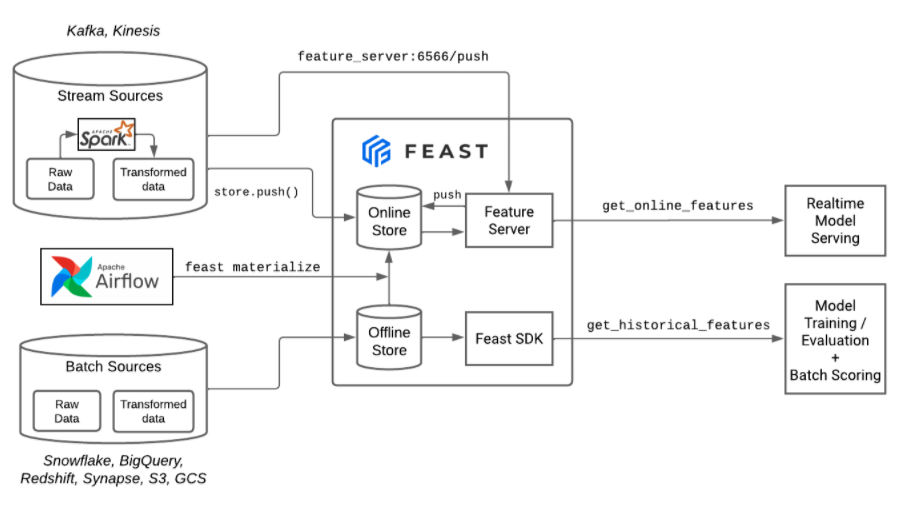 Kafka, Kinesis
feature_server:6566/push
Stream Sources
APACHE
Spark
Raw
Data
Transformed
data
store.push()
FEAST
Online
Store
push
Feature
Server
get_online_features
Realtime
Model
Serving
Apache
Airflow
feast materialize
Offline
Store
Feast SDK
get_historical_features
Model
Training /
Evaluation
+
Batch Scoring
Batch Sources
Raw
Data
Transformed
data
Snowflake, BigQuery,
Redshift, Synapse, S3, GCS